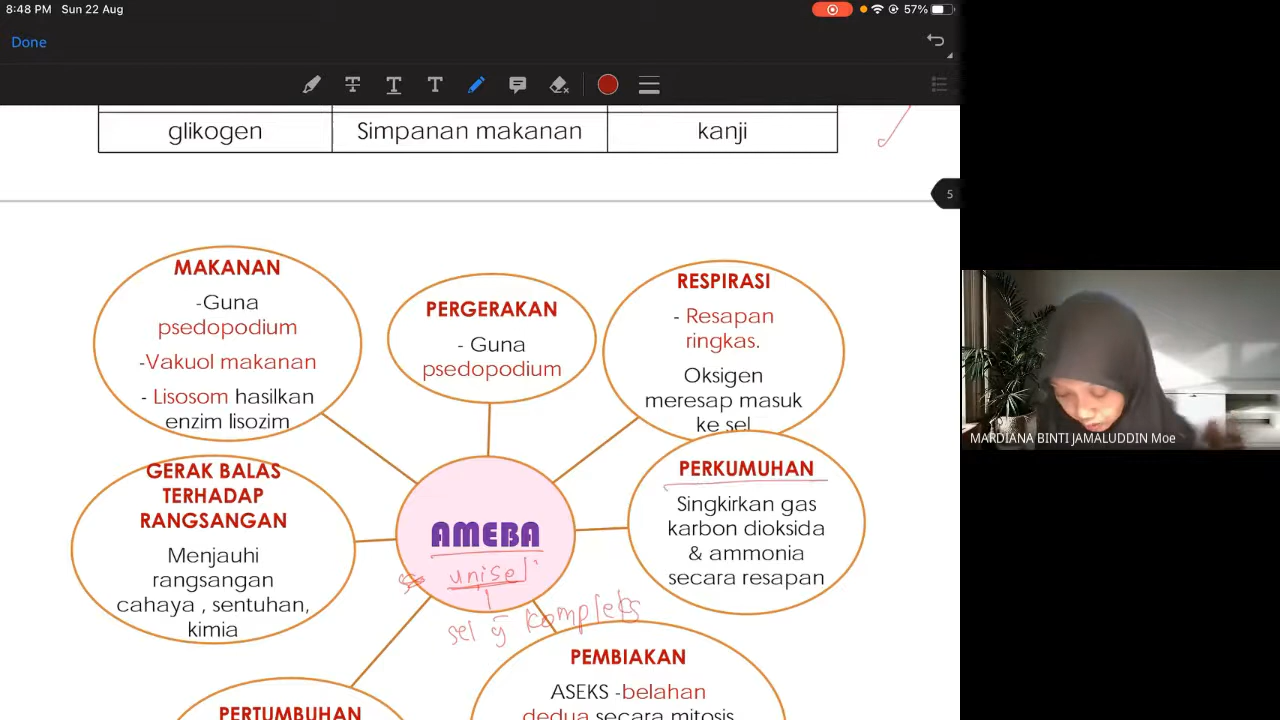 8:48 PM Sun 22 Aug
57%
Done
T T T
glikogen Simpanan makanan kanji
5
MAKANAN
-Guna
psedopodium
-Vakuol makanan
- Lisosom hasilkan
enzim lisozim
PERGERAKAN
- Guna
psedopodium
RESPIRASI
- Resapan
ringkas.
Oksigen
meresap masuk
ke sel
MARDIANA BINTI JAMALUDDIN Moe
GERAK BALAS
TERHADAP
RANGSANGAN
Menjauhi
rangsangan
cahaya , sentuhan,
kimia
AMEBA
unisel
sel yg kompleks
PERKUMUHAN
Singkirkan gas
karbon dioksida
& ammonia
secara resapan
PERTUMBUHAN
PEMBIAKAN
ASEKS -belahan
dedua secara mitosis